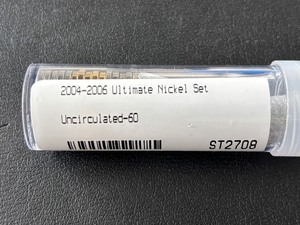 2004-2006 Ultimate Nickel Set
Uncirculated-60
ST2708